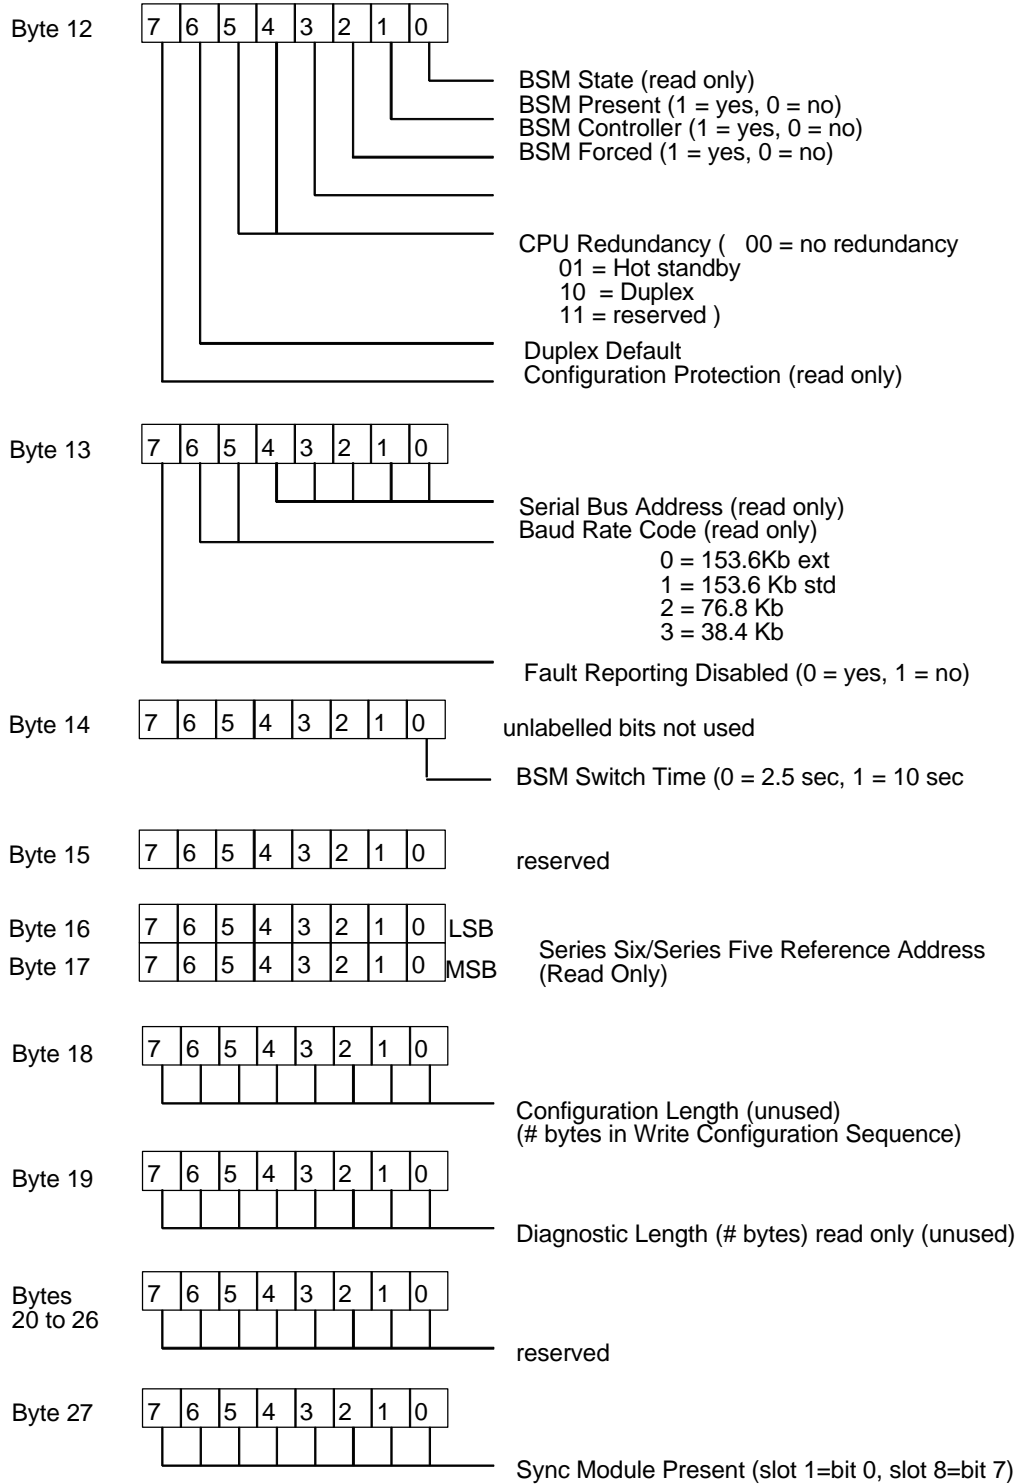 Byte 12
7 6 5 4 3 2 1 0
BSM State (read only)
BSM Present (1 = yes, 0 = no)
BSM Controller (1 = yes, 0 = no)
BSM Forced (1 = yes, 0 = no)
CPU Redundancy ( 00 = no redundancy
01 = Hot standby
10 = Duplex
11 = reserved )
Duplex Default
Configuration Protection (read only)
Byte 13
7 6 5 4 3 2 1 0
Serial Bus Address (read only)
Baud Rate Code (read only)
0 = 153.6Kb ext
1 = 153.6 Kb std
2 = 76.8 Kb
3 = 38.4 Kb
Fault Reporting Disabled (0 = yes, 1 = no)
Byte 14
7 6 5 4 3 2 1 0
unlabelled bits not used
BSM Switch Time (0 = 2.5 sec, 1 = 10 sec
Byte 15
7 6 5 4 3 2 1 0
reserved
Byte 16
7 6 5 4 3 2 1 0 LSB
Byte 17
7 6 5 4 3 2 1 0 MSB
Series Six/Series Five Reference Address
(Read Only)
Byte 18
7 6 5 4 3 2 1 0
Configuration Length (unused)
(# bytes in Write Configuration Sequence)
Byte 19
7 6 5 4 3 2 1 0
Diagnostic Length (# bytes) read only (unused)
Bytes
20 to 26
7 6 5 4 3 2 1 0
reserved
Byte 27
7 6 5 4 3 2 1 0
Sync Module Present (slot 1=bit 0, slot 8=bit 7)